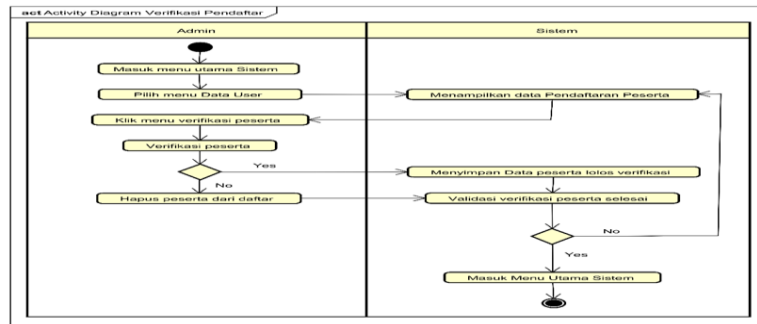 act Activity Diagram Verifikasi Pendaftar
Admin
Sistem
Masuk menu utama Sistem
Pilih menu Data User
Menampilkan data Pendaftaran Peserta
Klik menu verifikasi peserta
Verifikasi peserta
Yes
Menyimpan Data peserta lolos verifikasi
No
Hapus peserta dari daftar
Validasi verifikasi peserta selesai
No
Yes
Masuk Menu Utama Sistem